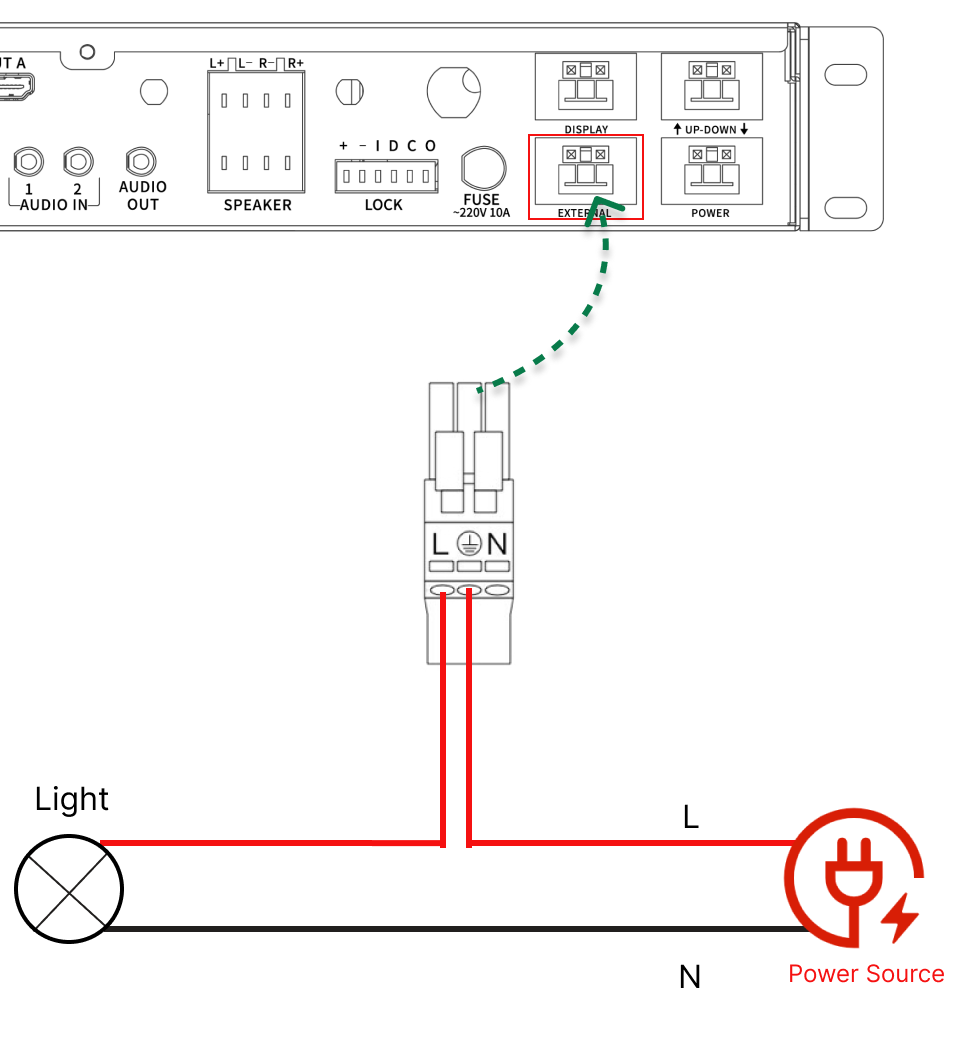 UT A
L+ L− R− R+
DISPLAY
↑ UP-DOWN ↓
+ − I D C O
1 2
AUDIO IN
AUDIO
OUT
SPEAKER
LOCK
FUSE
~220V 10A
EXTERNAL
POWER
L N
Light
L
N
Power Source